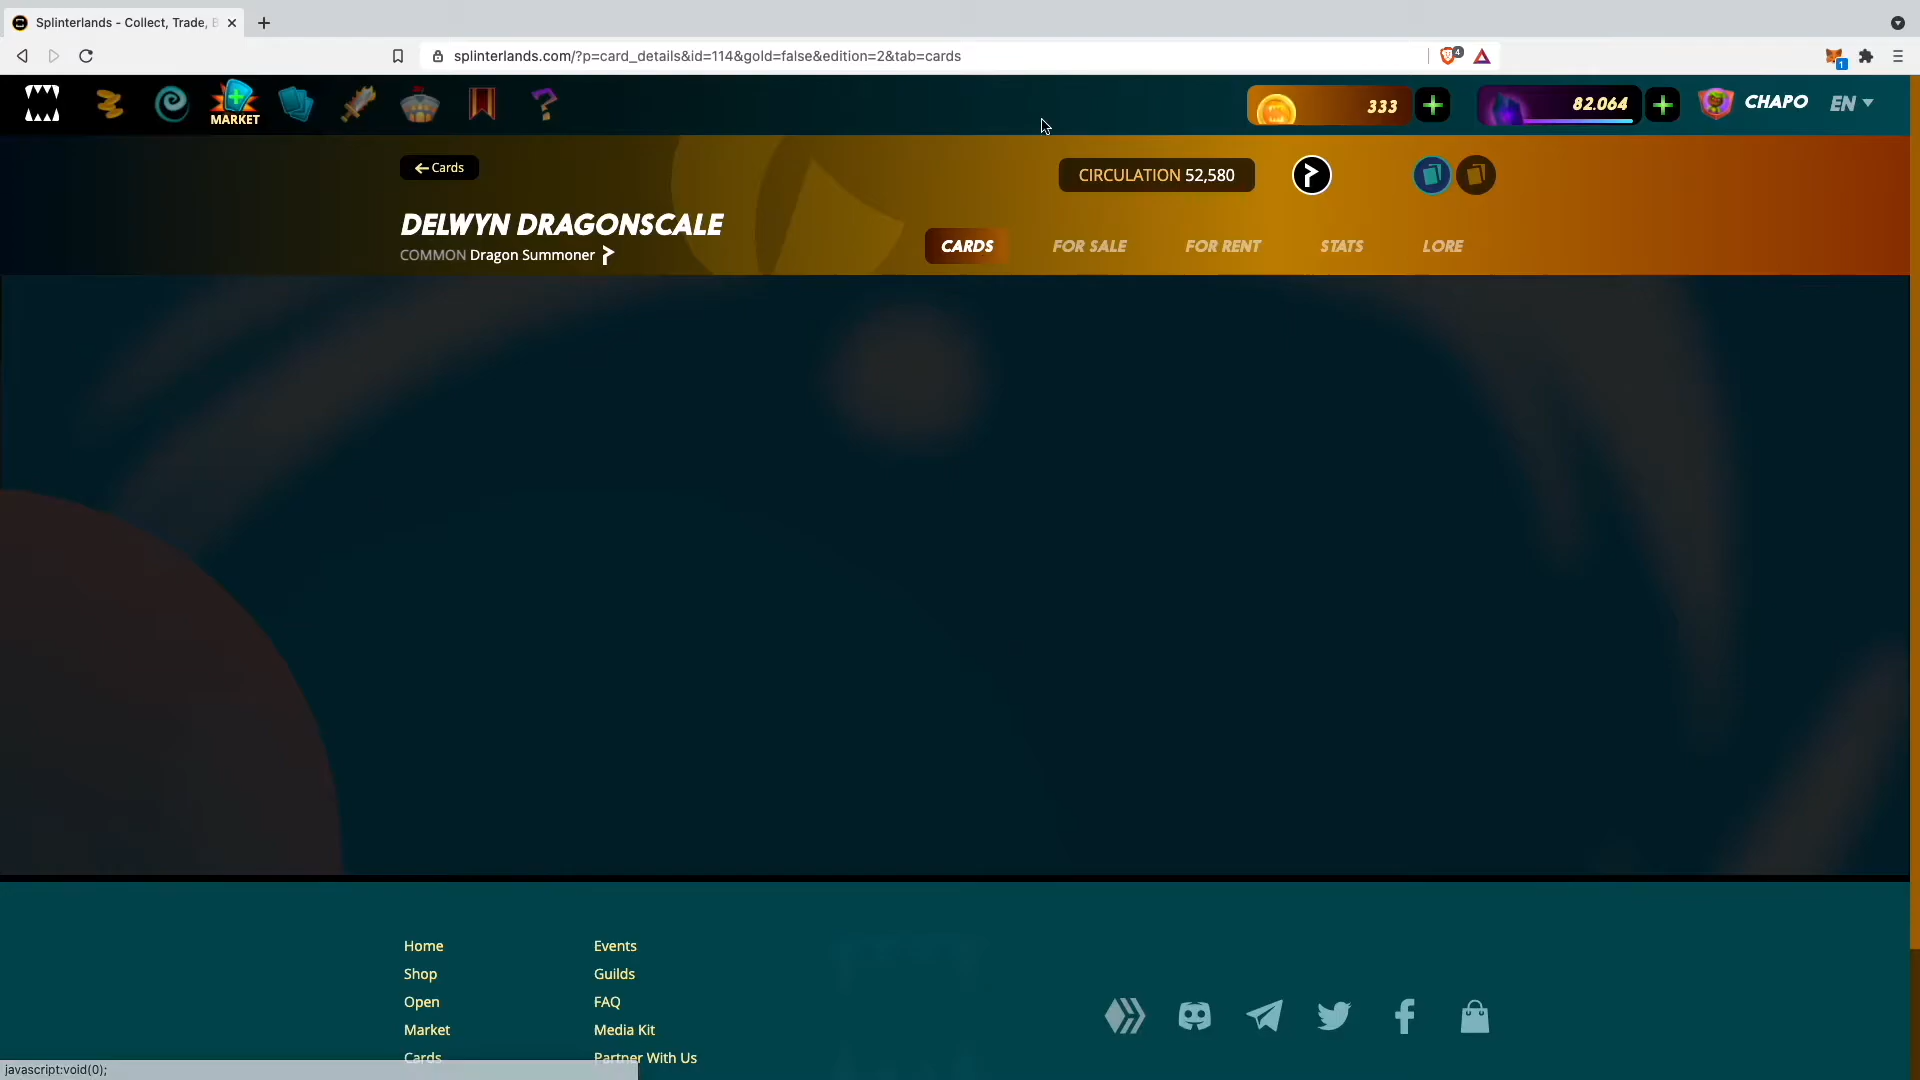 Splinterlands - Collect, Trade, B
splinterlands.com/?p=card_details&id=114&gold=false&edition=2&tab=cards
4
1
MARKET
333
82.064
CHAPO
EN
Cards
CIRCULATION 52,580
DELWYN DRAGONSCALE
COMMON Dragon Summoner
CARDS
FOR SALE
FOR RENT
STATS
LORE
Home
Events
Shop
Guilds
Open
FAQ
Market
Media Kit
Cards
Partner With Us
javascript:void(0);